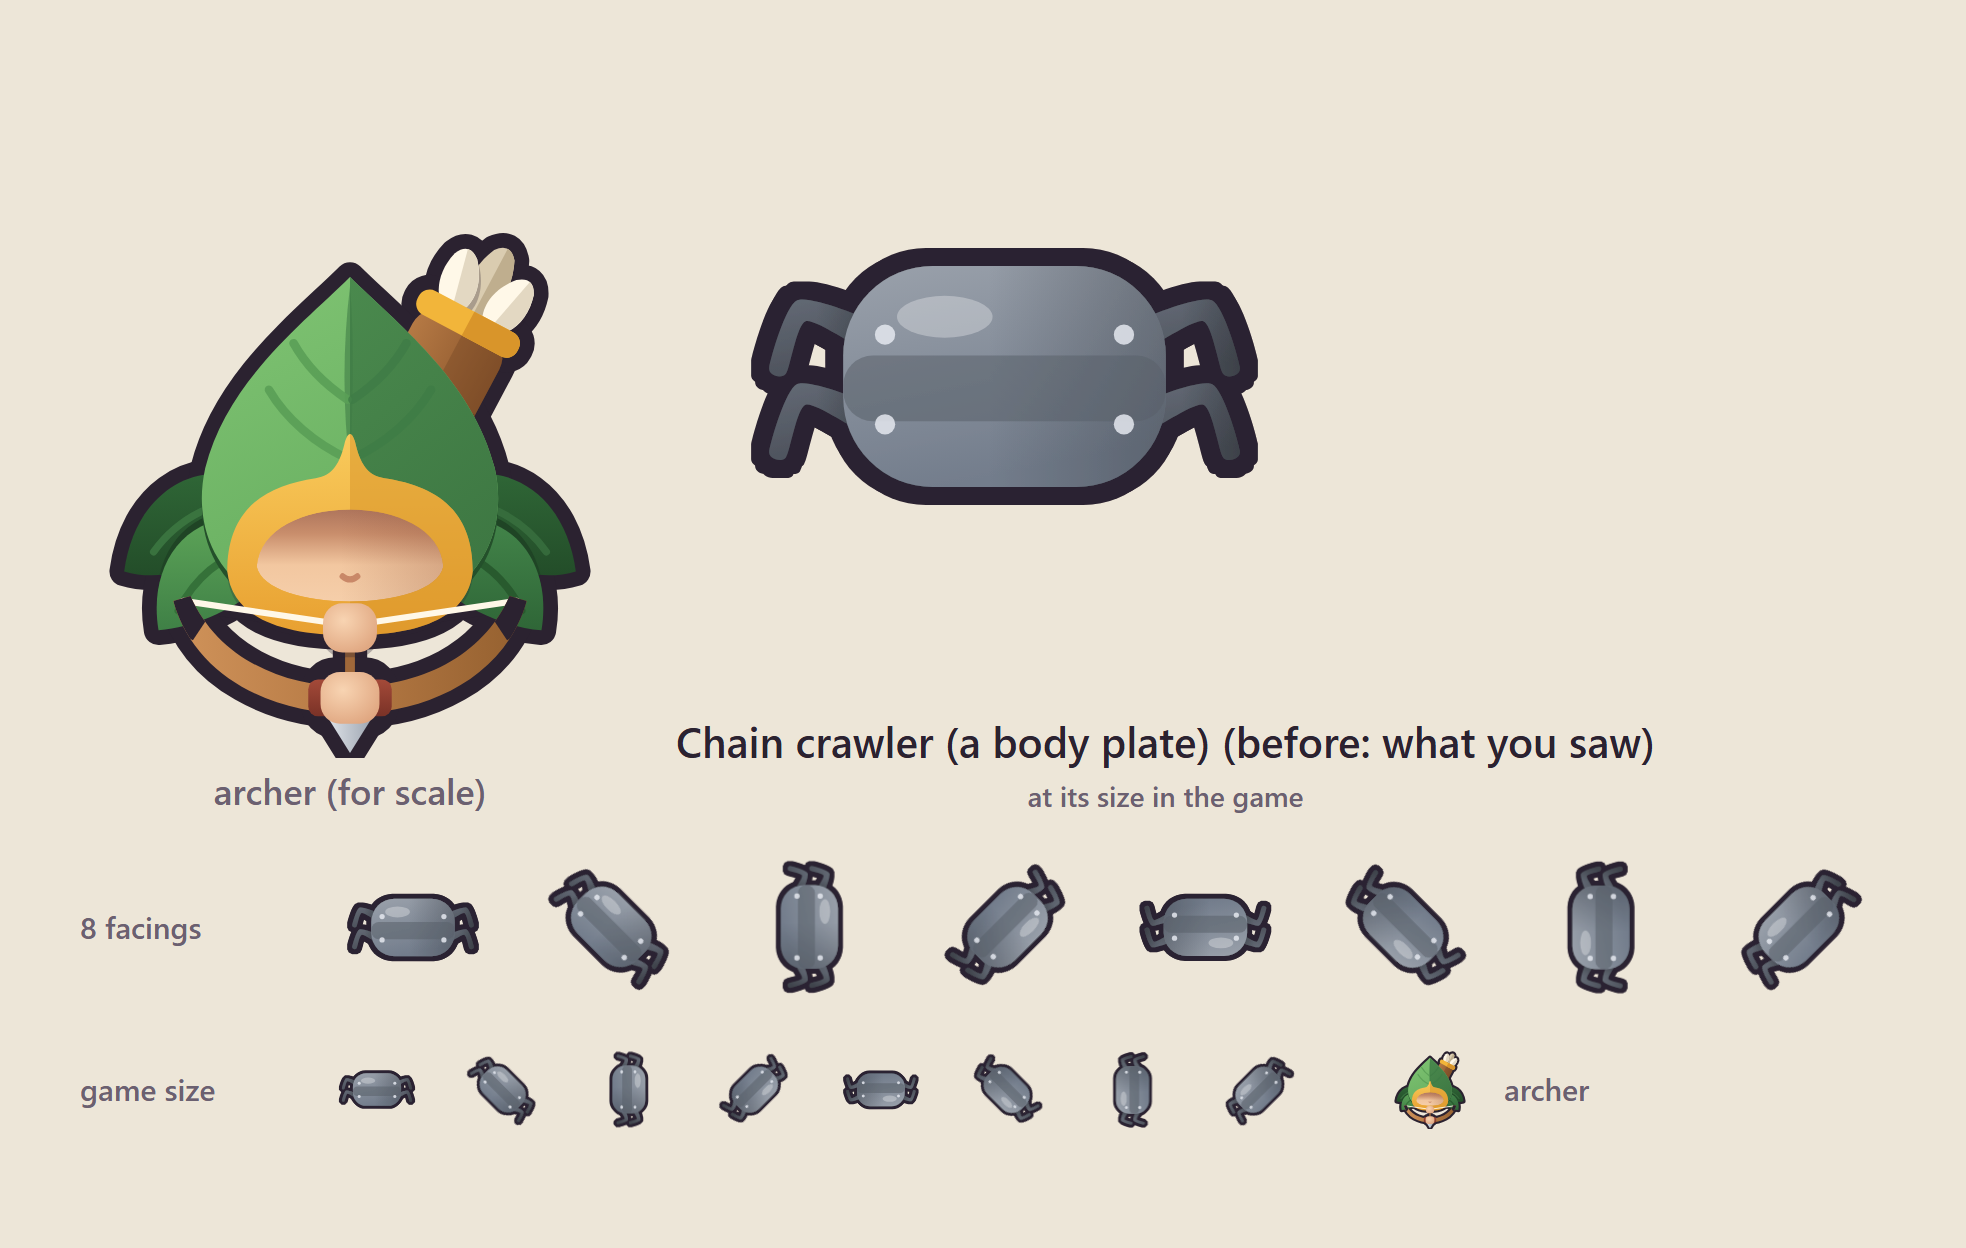 Chain crawler (a body plate) (before: what you saw)
archer (for scale)
at its size in the game
8 facings
game size
archer